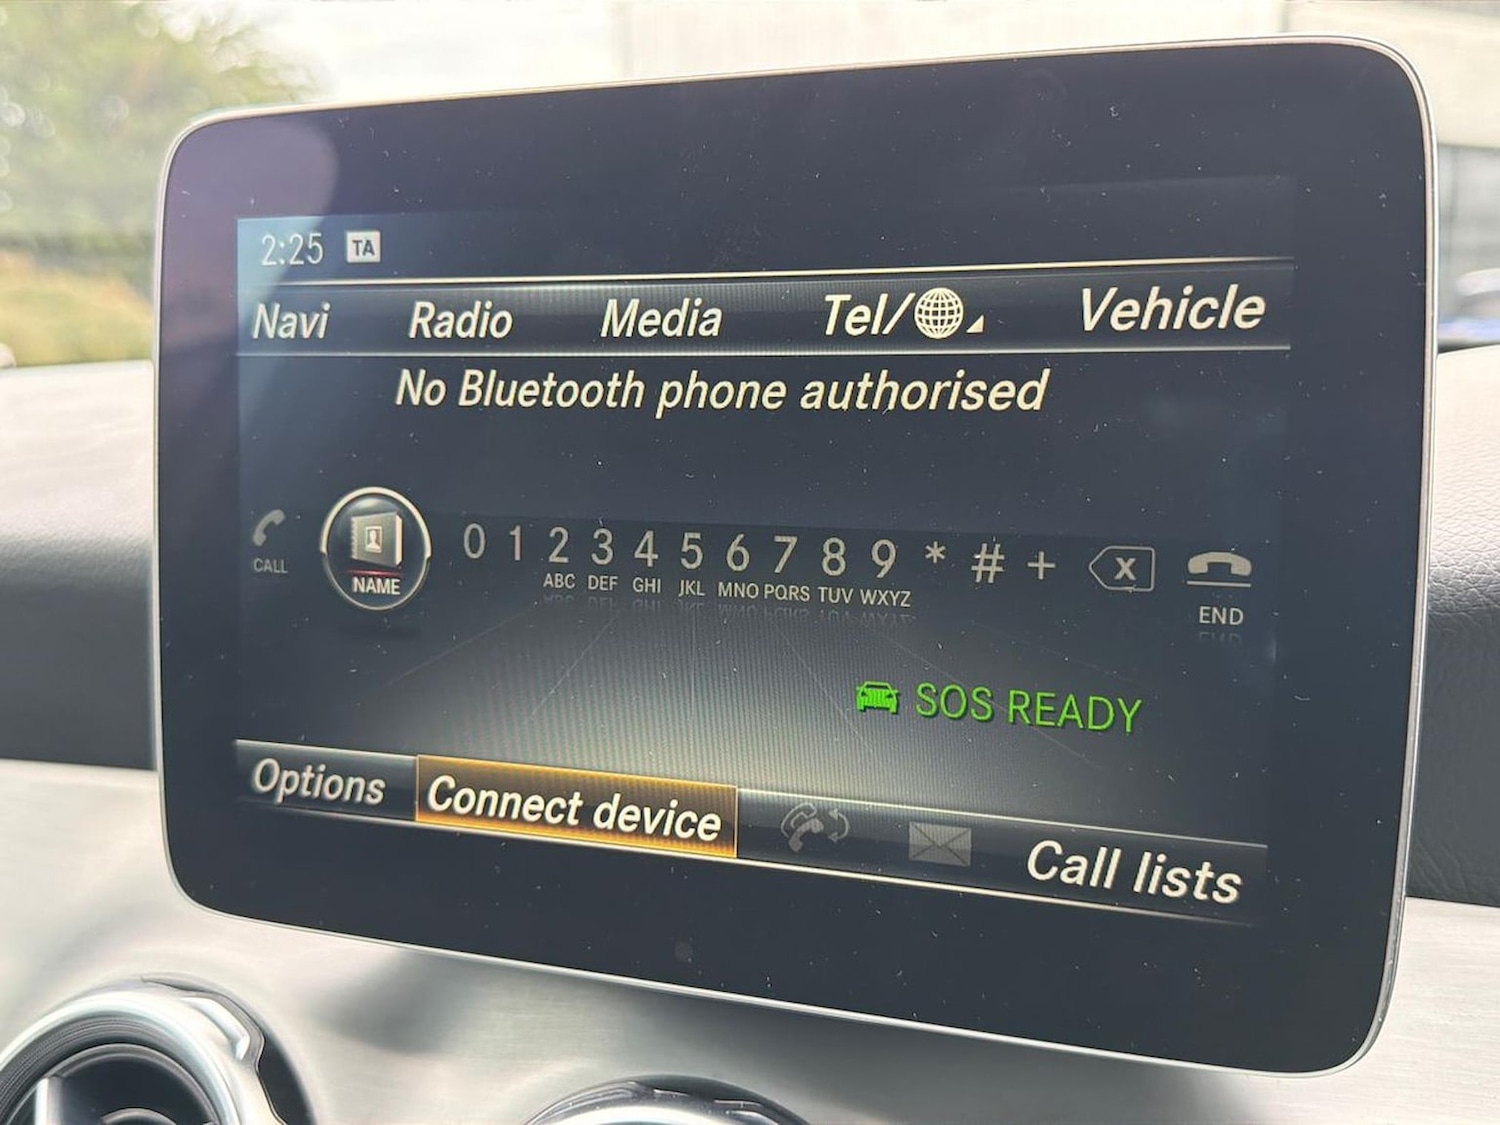 2:25 TA
Navi Radio Media Tel/ Vehicle
No Bluetooth phone authorised
CALL NAME 0 1 2 3 4 5 6 7 8 9 * # + X END
ABC DEF GHI JKL MNO PQRS TUV WXYZ
SOS READY
Options Connect device Call lists